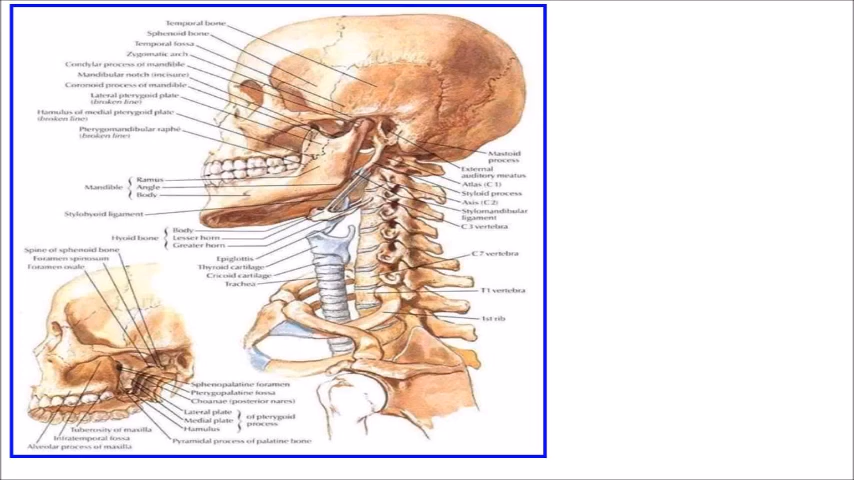 Temporal bone
Sphenoid bone
Temporal fossa
Zygomatic arch
Condylar process of mandible
Mandibular notch (incisure)
Coronoid process of mandible
Lateral pterygoid plate
(broken line)
Hamulus of medial pterygoid plate
(broken line)
Pterygomandibular raphé
(broken line)
Mandible
Ramus
Angle
Body
Stylohyoid ligament
Hyoid bone
Body
Lesser horn
Greater horn
Epiglottis
Thyroid cartilage
Cricoid cartilage
Trachea
Mastoid
process
External
auditory meatus
Atlas (C1)
Styloid process
Axis (C2)
Stylomandibular
ligament
C3 vertebra
C7 vertebra
T1 vertebra
1st rib
Spine of sphenoid bone
Foramen spinosum
Foramen ovale
Sphenopalatine foramen
Pterygopalatine fossa
Choanae (posterior nares)
Lateral plate
Medial plate
Hamulus
of pterygoid
process
Pyramidal process of palatine bone
Tuberosity of maxilla
Infratemporal fossa
Alveolar process of maxilla